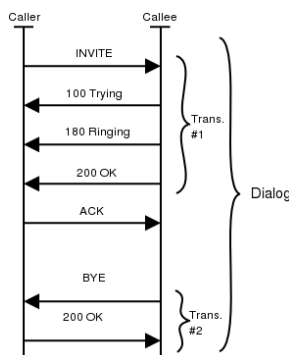 Caller Callee
INVITE
100 Trying
Trans.
#1
180 Ringing
200 OK
Dialog
ACK
BYE
200 OK
Trans.
#2